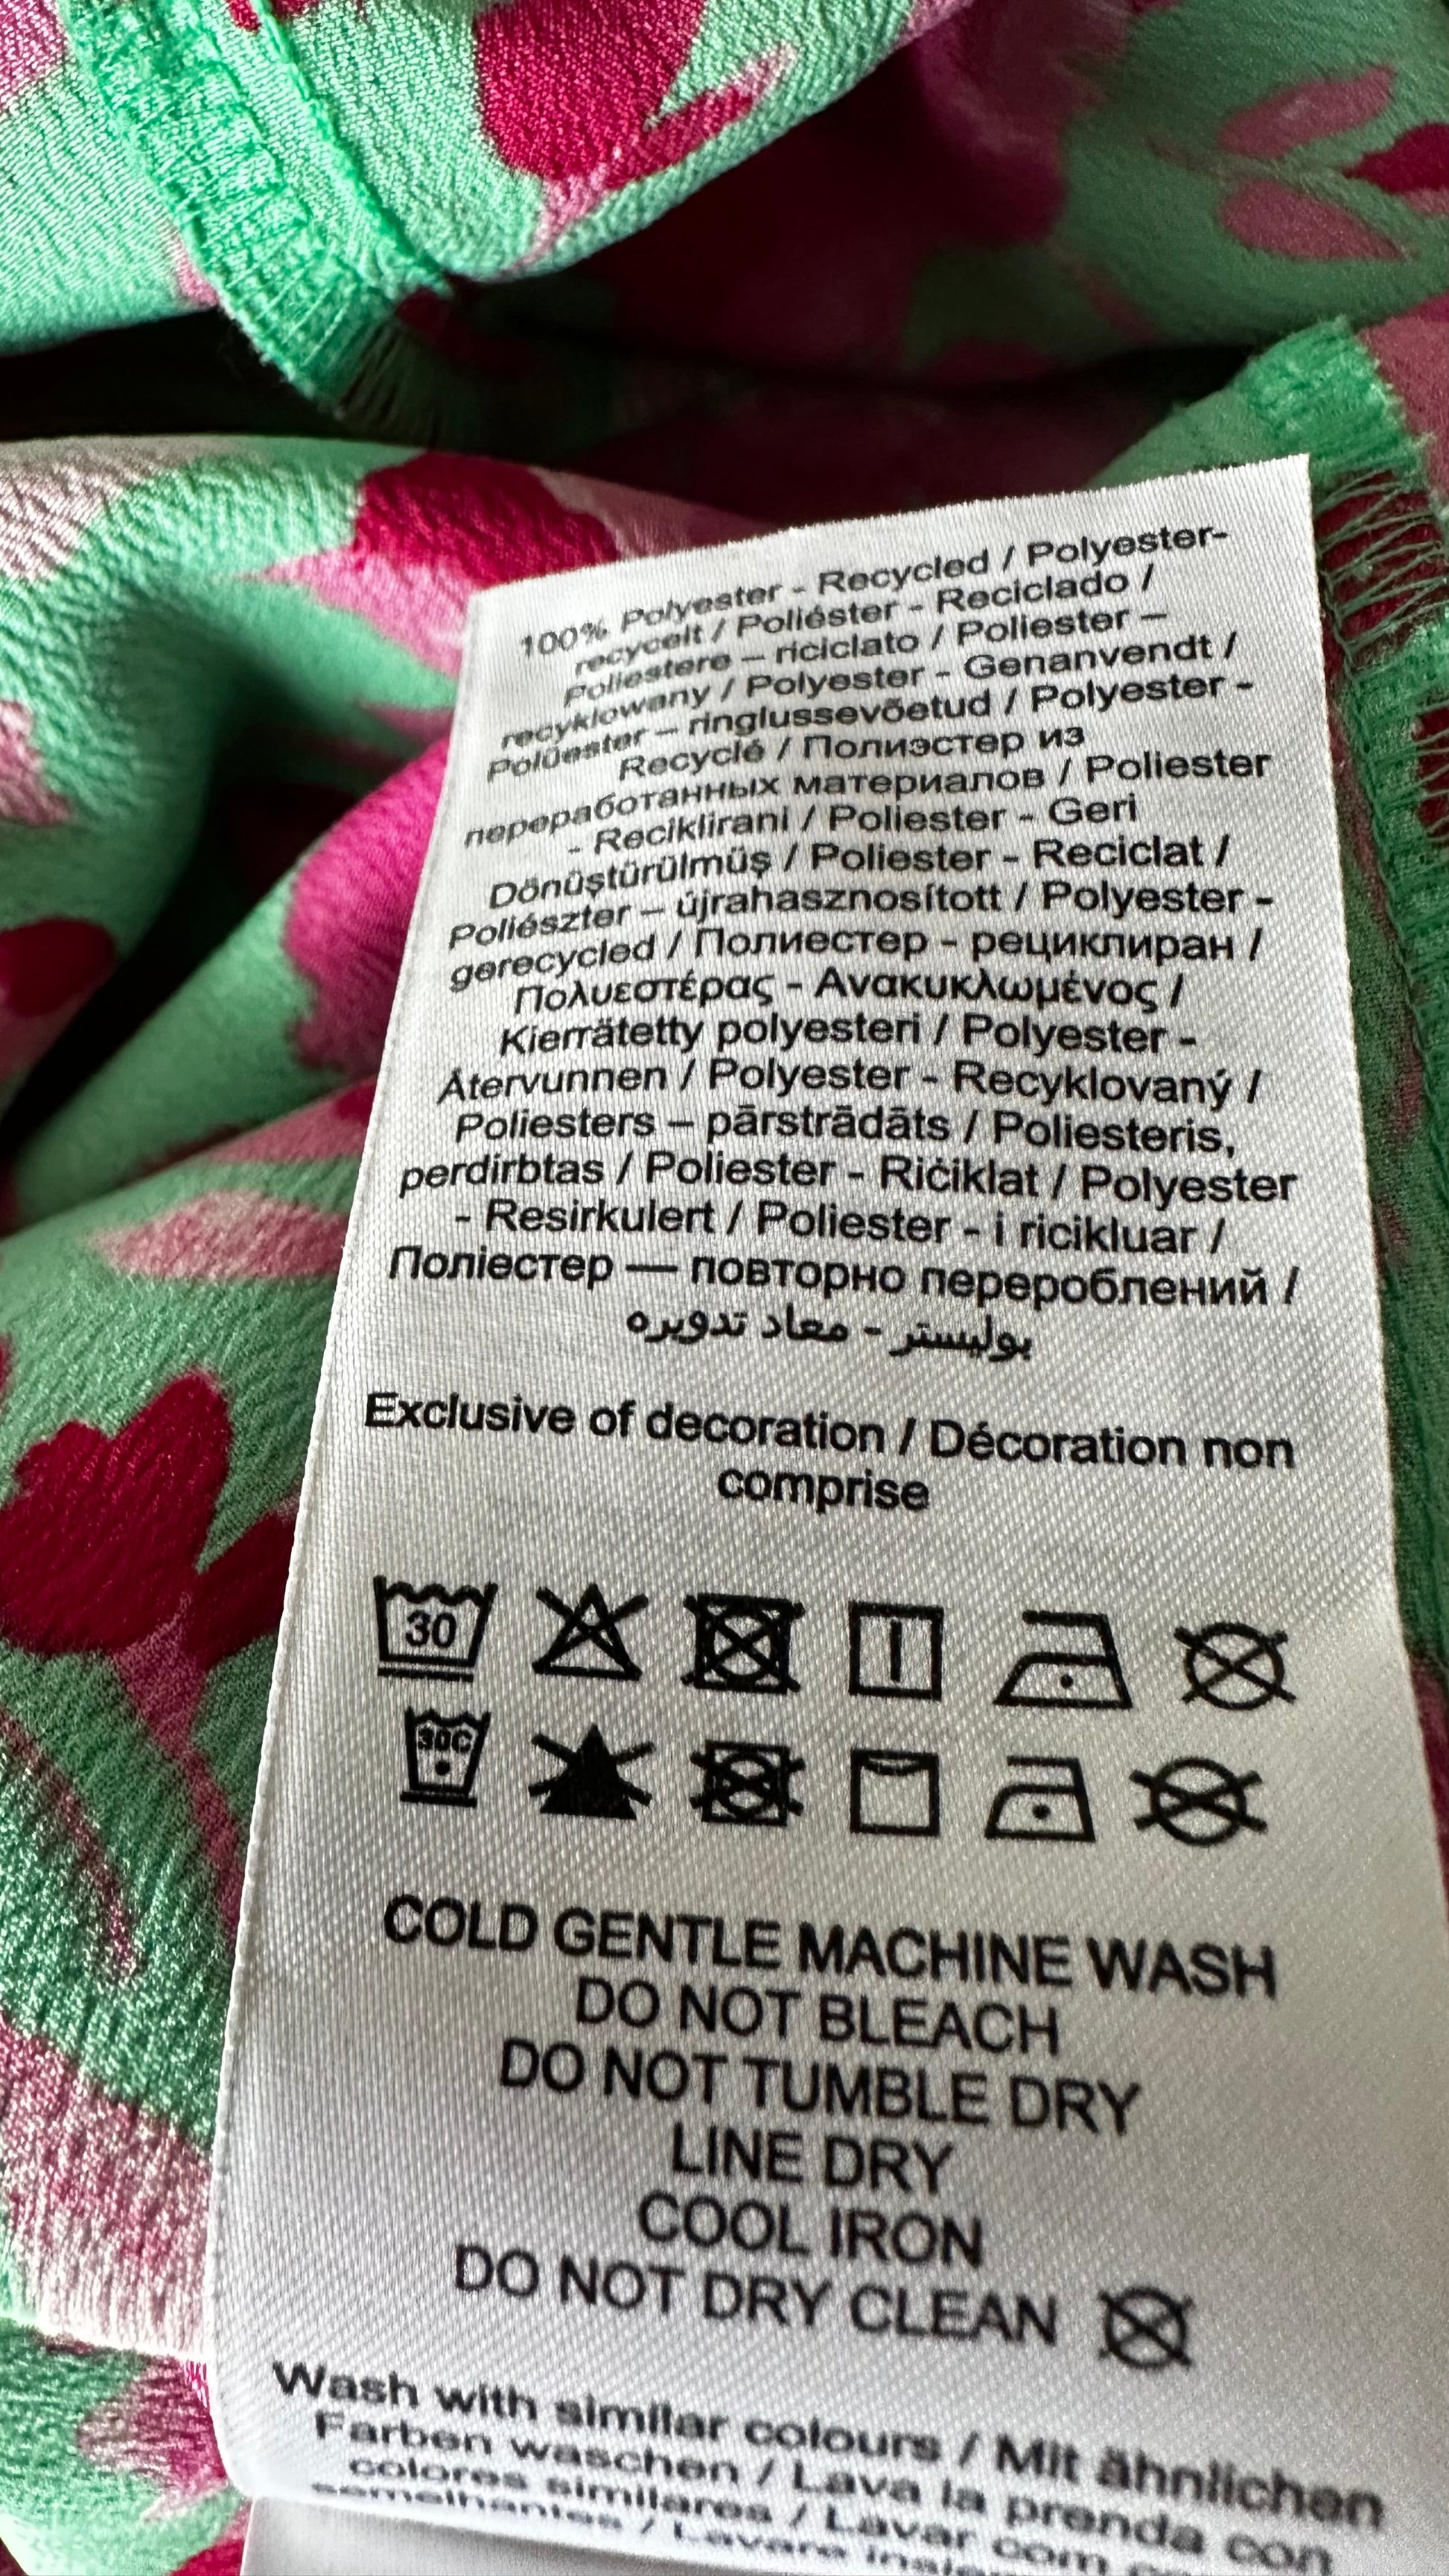 100% Polyester - Recycled / Polyester-
recycelt / Poliéster - Reciclado /
Poliestere – riciclato / Poliester –
recyklowany / Polyester - Genanvendt /
Polüester – ringlussevõetud / Polyester -
Recyclé / Полиэстер из
переработанных материалов / Poliester
- Reciklirani / Poliester - Geri
Dönüştürülmüş / Poliester - Reciclat /
Poliészter – újrahasznosított / Polyester -
gerecycled / Полиестер - рециклиран /
Πολυεστέρας - Ανακυκλωμένος /
Kierrätetty polyesteri / Polyester -
Återvunnen / Polyester - Recyklovaný /
Poliesters – pārstrādāts / Poliesteris,
perdirbtas / Poliester - Riċiklat / Polyester
- Resirkulert / Poliester - i ricikluar /
Поліестер — повторно перероблений /
بوليستر - معاد تدويره
Exclusive of decoration / Décoration non
comprise
30
30C
COLD GENTLE MACHINE WASH
DO NOT BLEACH
DO NOT TUMBLE DRY
LINE DRY
COOL IRON
DO NOT DRY CLEAN
Wash with similar colours / Mit ähnlichen
Farben waschen / Lava la prenda con
colores similares / Lavar com
semelhantes / Lavare